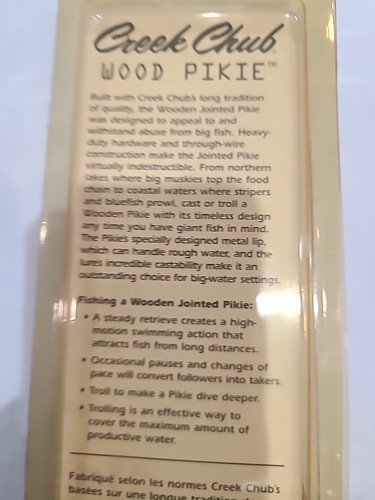 Creek Chub
WOOD PIKIE™
Built with Creek Chub's long tradition
of quality, the Wooden Jointed Pikie
was designed to appeal to and
withstand abuse from big fish. Heavy-
duty hardware and through-wire
construction make the Jointed Pikie
virtually indestructible. From northern
lakes where big muskies top the food
chain to coastal waters where stripers
and bluefish prowl, cast or troll a
Wooden Pikie with its timeless design
any time you have giant fish in mind.
The Pikies specially designed metal lip,
which can handle rough water, and the
lure's incredible castability make it an
outstanding choice for big-water settings.
Fishing a Wooden Jointed Pikie:
• A steady retrieve creates a high-
motion swimming action that
attracts fish from long distances.
• Occasional pauses and changes of
pace will convert followers into takers.
• Troll to make a Pikie dive deeper.
• Trolling is an effective way to
cover the maximum amount of
productive water.
Fabriqué selon les normes Creek Chub's
basées sur une longue tradition